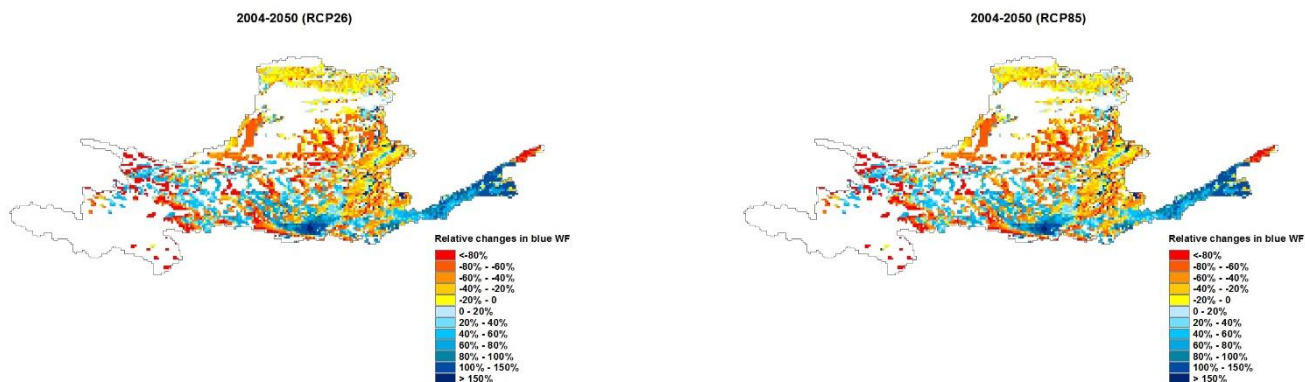 2004-2050 (RCP26)
2004-2050 (RCP85)
Relative changes in blue WF
<-80%
-80% - -60%
-60% - -40%
-40% - -20%
-20% - 0
0 - 20%
20% - 40%
40% - 60%
60% - 80%
80% - 100%
100% - 150%
> 150%
Relative changes in blue WF
<-80%
-80% - -60%
-60% - -40%
-40% - -20%
-20% - 0
0 - 20%
20% - 40%
40% - 60%
60% - 80%
80% - 100%
100% - 150%
> 150%